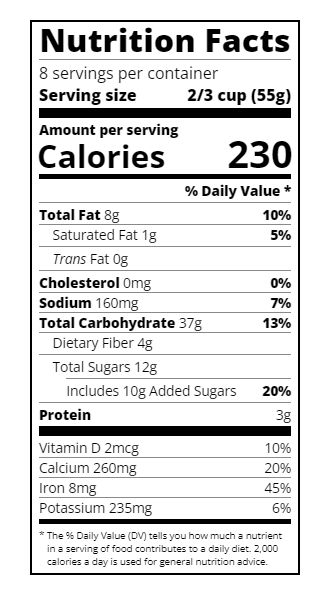 Nutrition Facts
8 servings per container
Serving size 2/3 cup (55g)
Amount per serving
Calories 230
% Daily Value *
Total Fat 8g 10%
Saturated Fat 1g 5%
Trans Fat 0g
Cholesterol 0mg 0%
Sodium 160mg 7%
Total Carbohydrate 37g 13%
Dietary Fiber 4g
Total Sugars 12g
Includes 10g Added Sugars 20%
Protein 3g
Vitamin D 2mcg 10%
Calcium 260mg 20%
Iron 8mg 45%
Potassium 235mg 6%
* The % Daily Value (DV) tells you how much a nutrient
in a serving of food contributes to a daily diet. 2,000
calories a day is used for general nutrition advice.